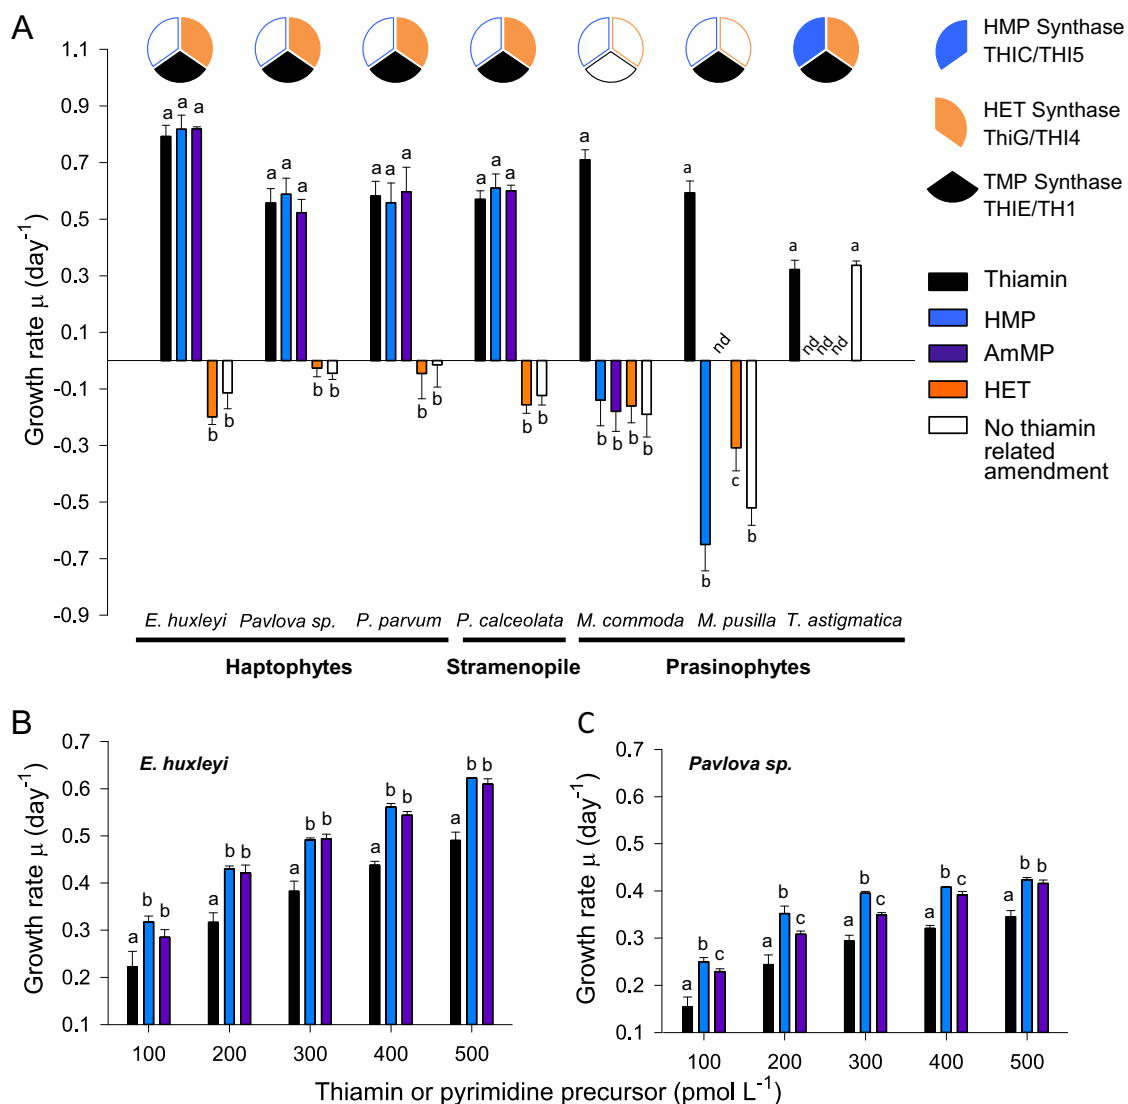 A
HMP Synthase
THIC/THI5
HET Synthase
ThiG/THI4
TMP Synthase
THIE/TH1
Thiamin
HMP
AmMP
HET
No thiamin
related
amendment
Growth rate μ (day⁻¹)
1.1
0.9
0.7
0.5
0.3
0.1
-0.1
-0.3
-0.5
-0.7
-0.9
a a a b b
a a a b b
a a a b b
a a a b b
a b b b b
a b nd c b
a nd nd nd a
E. huxleyi Pavlova sp. P. parvum P. calceolata M. commoda M. pusilla T. astigmatica
Haptophytes Stramenopile Prasinophytes
B
E. huxleyi
Growth rate μ (day⁻¹)
0.7
0.6
0.5
0.4
0.3
0.2
0.1
a b b
a b b
a b b
a b b
a b b
100 200 300 400 500
C
Pavlova sp.
Growth rate μ (day⁻¹)
0.7
0.6
0.5
0.4
0.3
0.2
0.1
a b c
a b c
a b c
a b c
a b b
100 200 300 400 500
Thiamin or pyrimidine precursor (pmol L⁻¹)